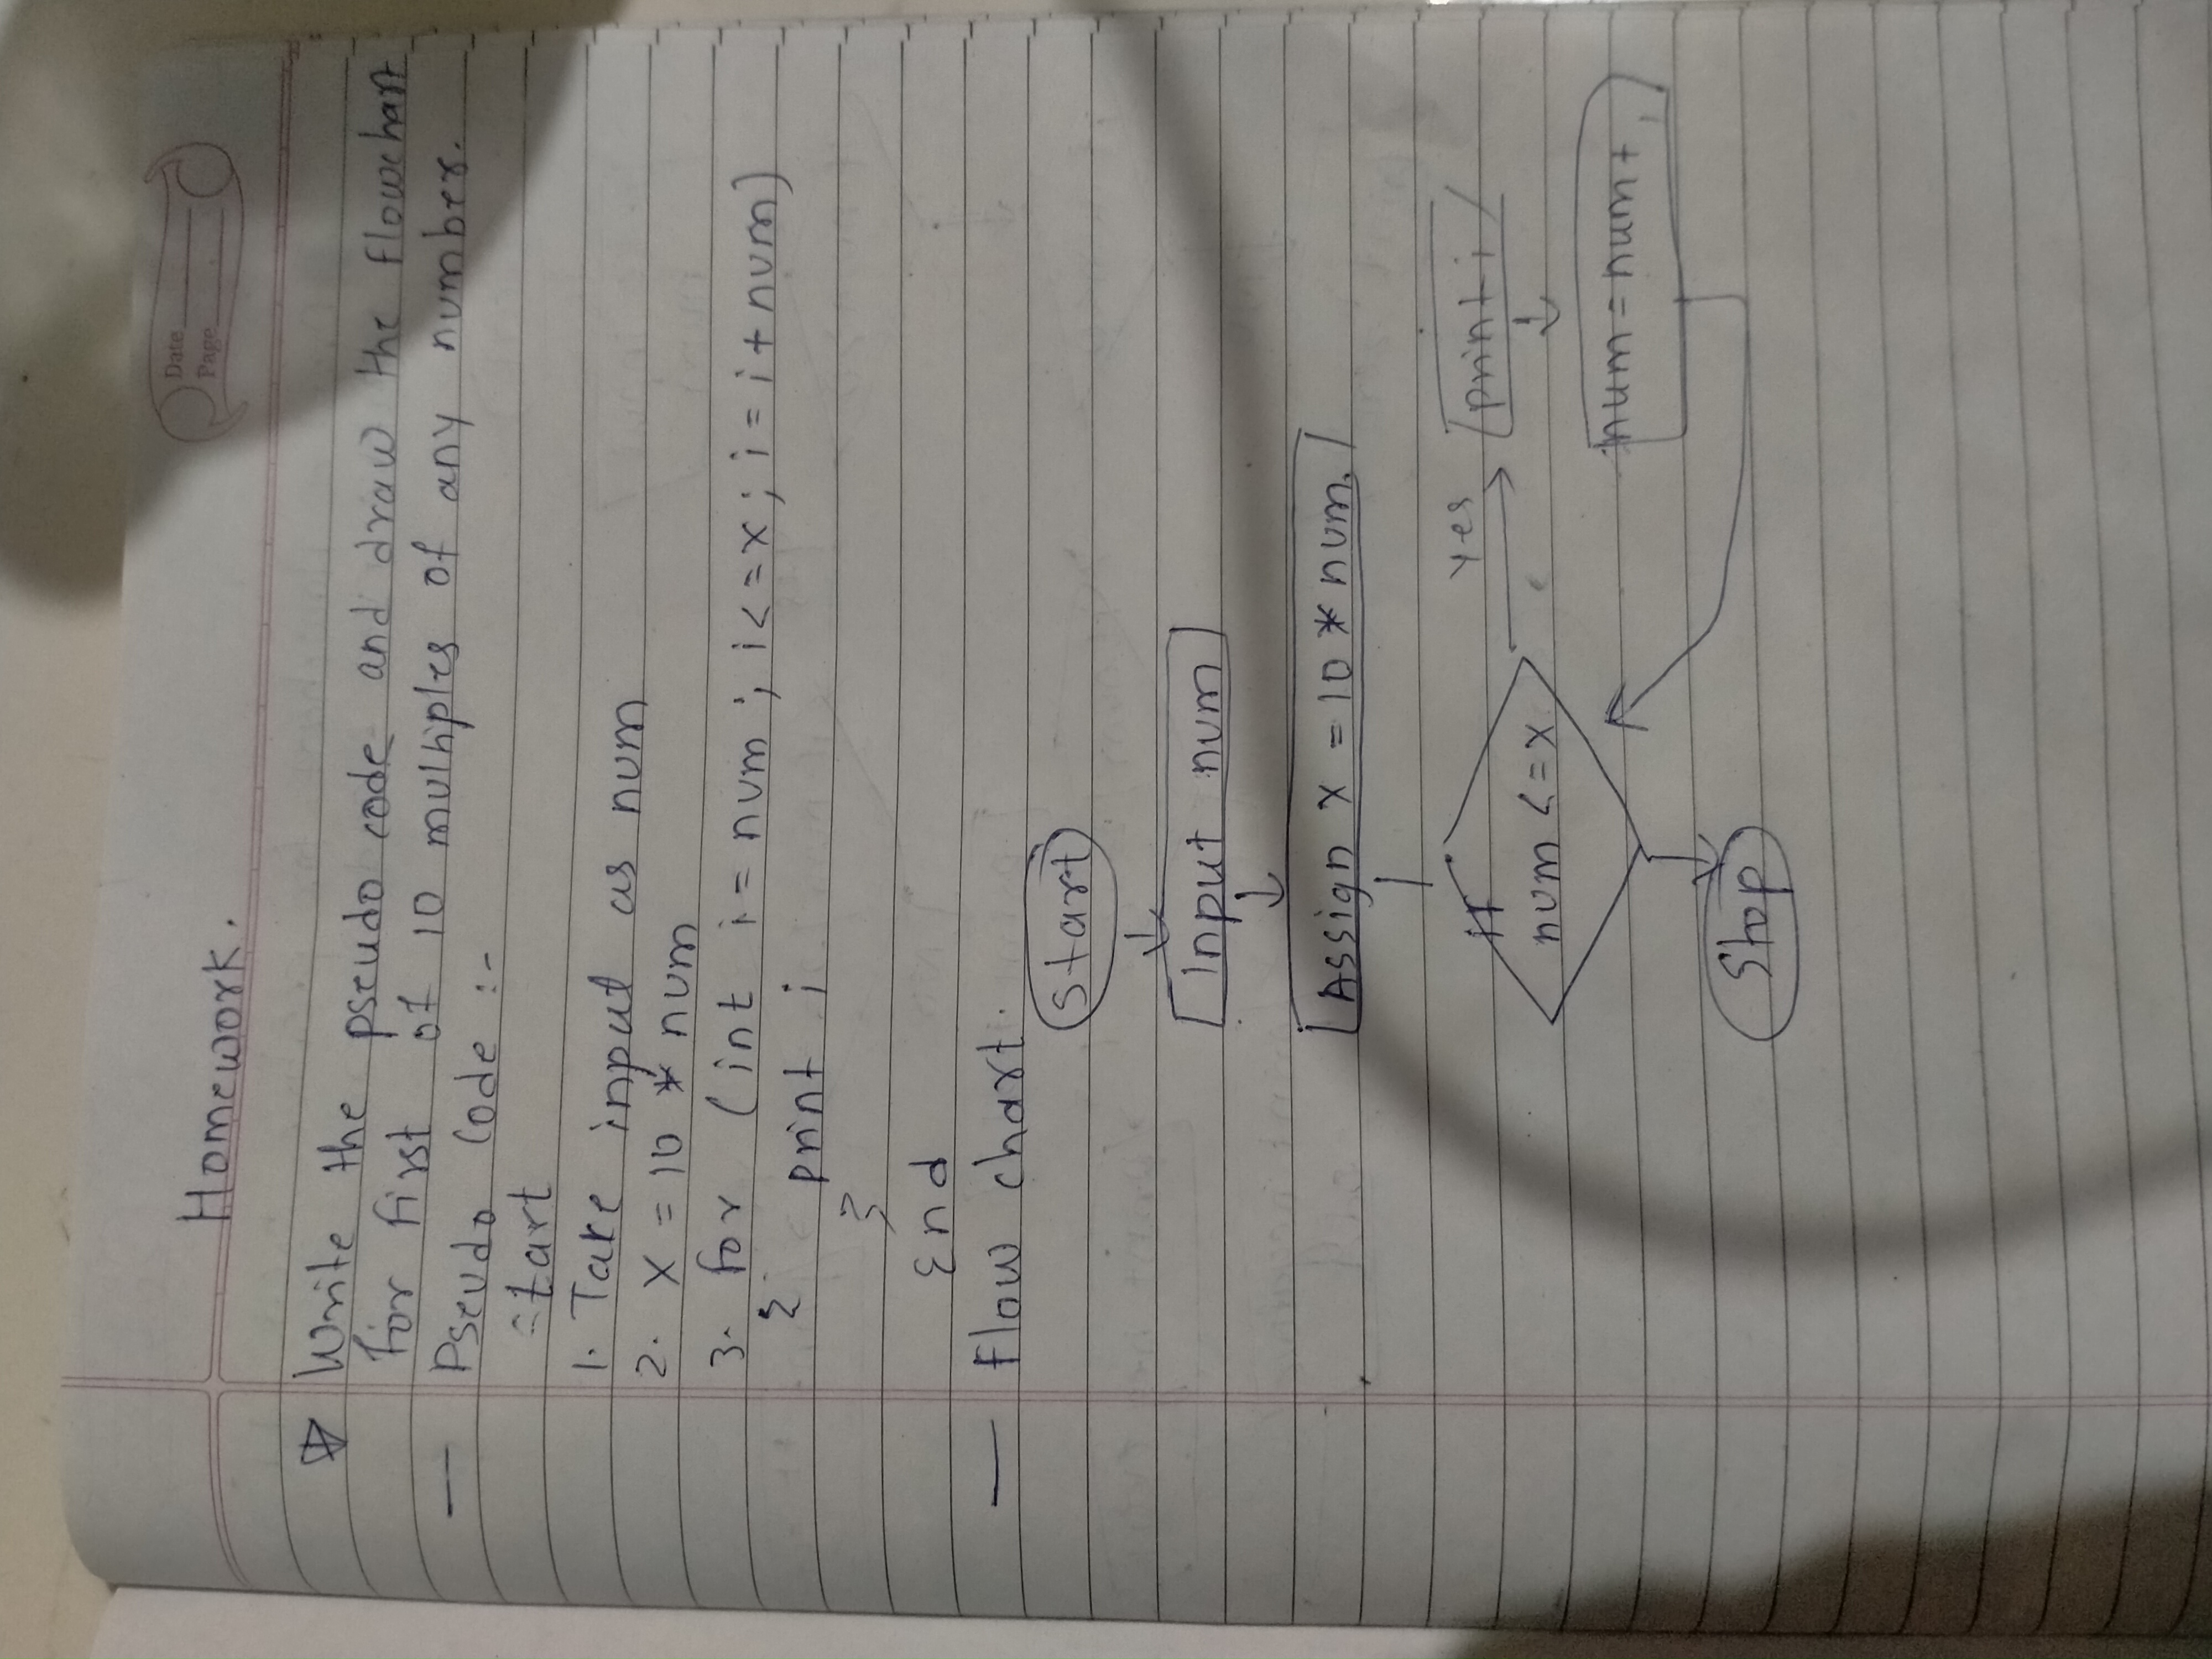 Date
Page
Homework.
Write the pseudo code and draw the flowchart
for first of 10 multiples of any number.
— Pseudo Code :-
Start
1. Take input as num
2. X = 10 * num
3. for (int i = num ; i <= x ; i = i + num)
{ print i
}
End
— Flow chart.
Start
Input num
Assign X = 10 * num.
if
num <= x
yes
print i
num = num +
Stop